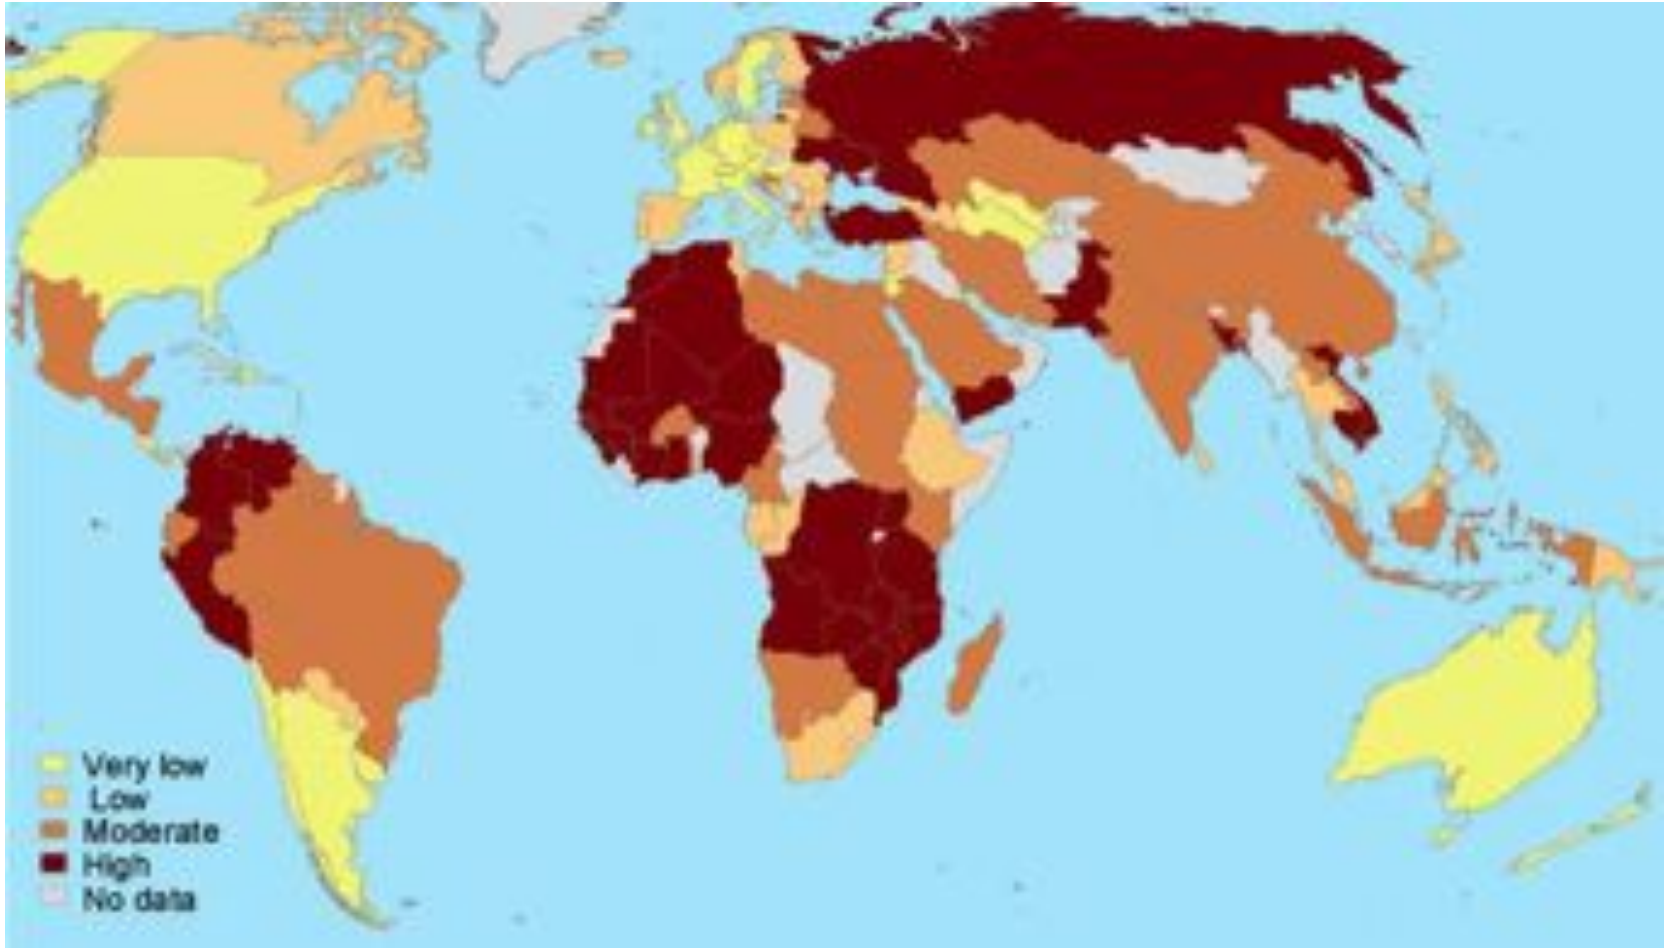 Very low
Low
Moderate
High
No data